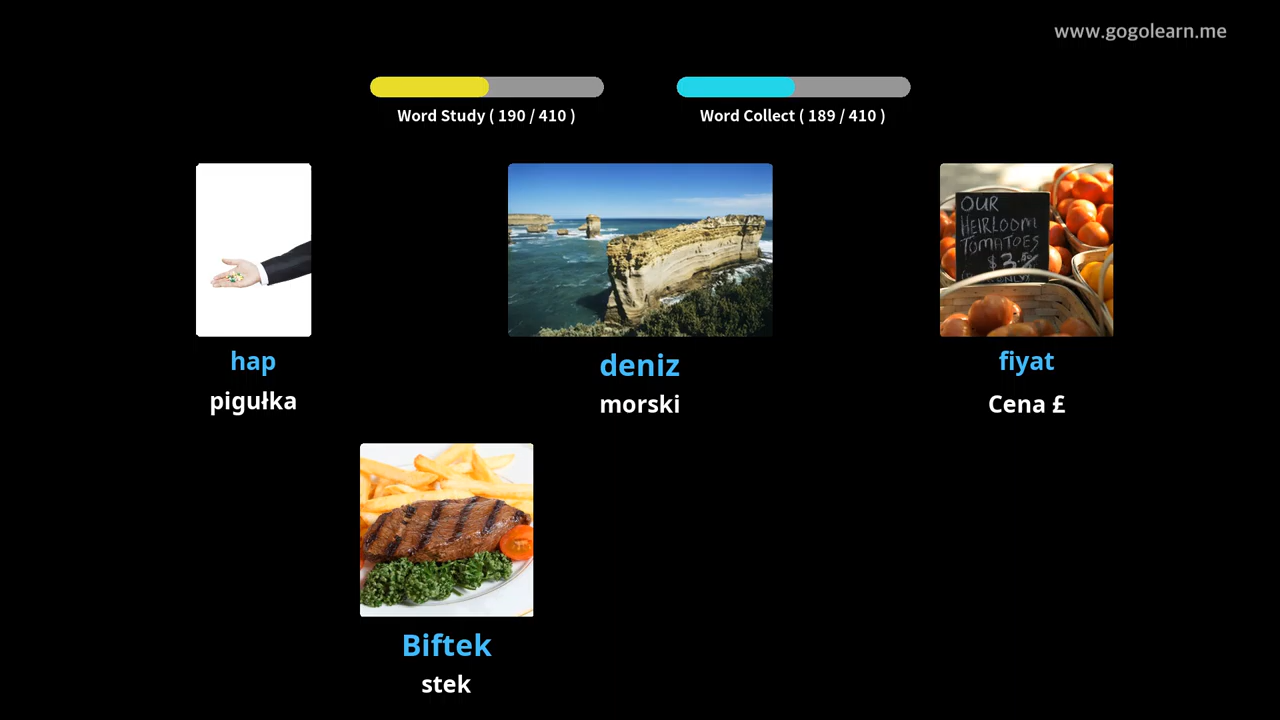 www.gogolearn.me
Word Study ( 190 / 410 )
Word Collect ( 189 / 410 )
OUR
HEIRLOOM
TOMATOES
hap
pigułka
deniz
morski
fiyat
Cena £
Biftek
stek